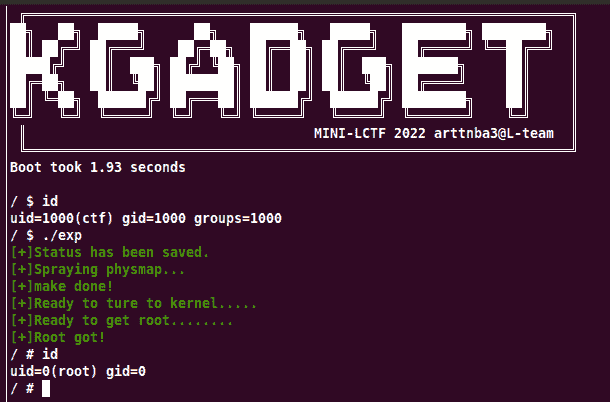 KGADGET
MINI-LCTF 2022 arttnba3@L-team
Boot took 1.93 seconds
/ $ id
uid=1000(ctf) gid=1000 groups=1000
/ $ ./exp
[+]Status has been saved.
[+]Spraying physmap...
[+]make done!
[+]Ready to ture to kernel.....
[+]Ready to get root........
[+]Root got!
/ # id
uid=0(root) gid=0
/ #